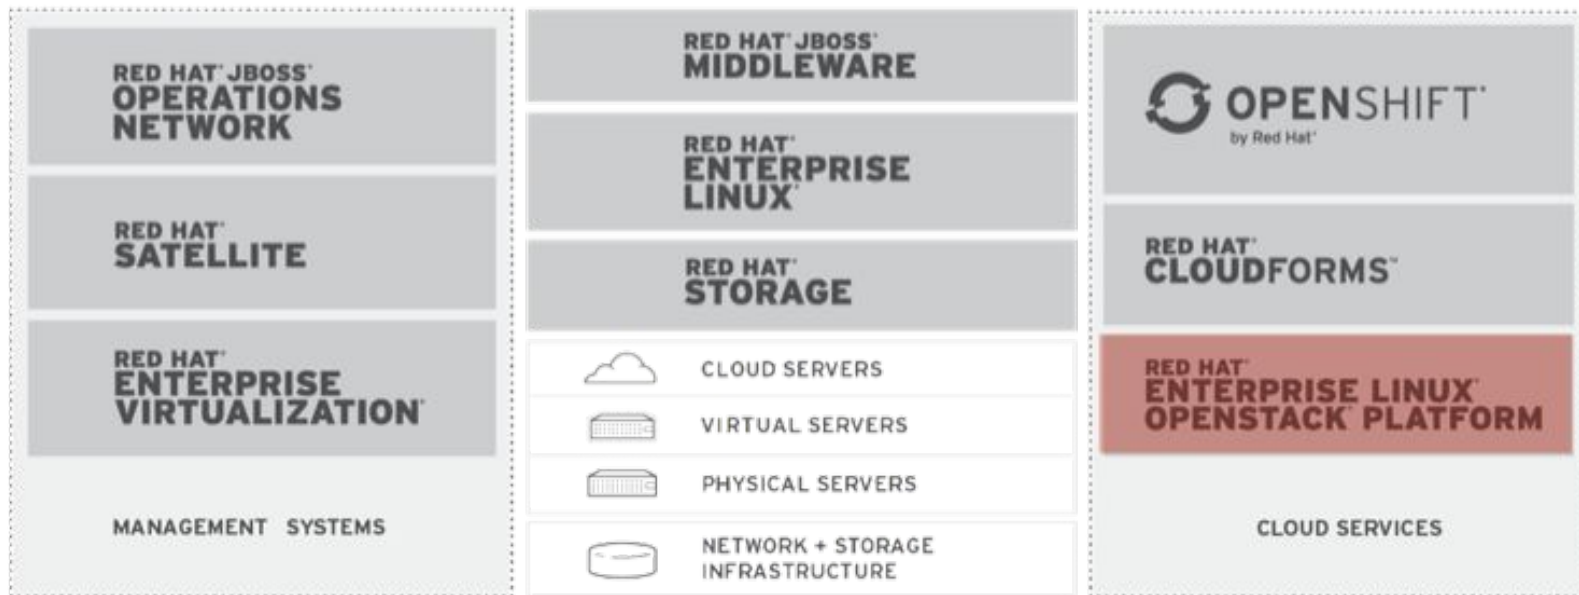 RED HAT® JBOSS®
OPERATIONS
NETWORK
RED HAT®
SATELLITE
RED HAT®
ENTERPRISE
VIRTUALIZATION®
MANAGEMENT SYSTEMS
RED HAT® JBOSS®
MIDDLEWARE
RED HAT®
ENTERPRISE
LINUX®
RED HAT®
STORAGE
CLOUD SERVERS
VIRTUAL SERVERS
PHYSICAL SERVERS
NETWORK + STORAGE
INFRASTRUCTURE
OPENSHIFT®
by Red Hat®
RED HAT®
CLOUDFORMS™
RED HAT®
ENTERPRISE LINUX®
OPENSTACK® PLATFORM
CLOUD SERVICES